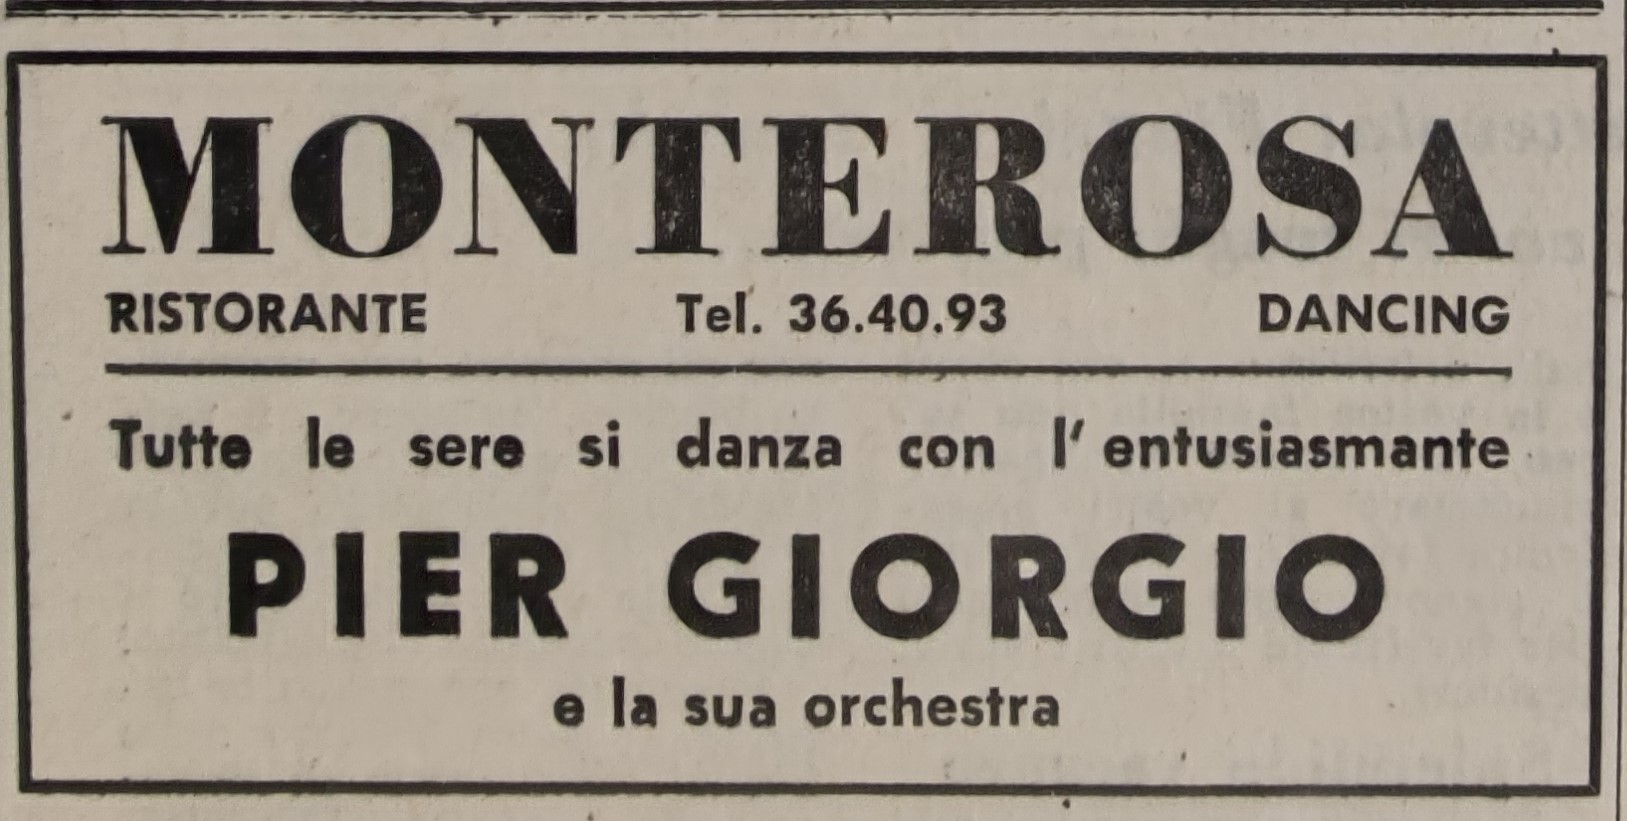 MONTEROSA
RISTORANTE Tel. 36.40.93 DANCING
Tutte le sere si danza con l'entusiasmante
PIER GIORGIO
e la sua orchestra